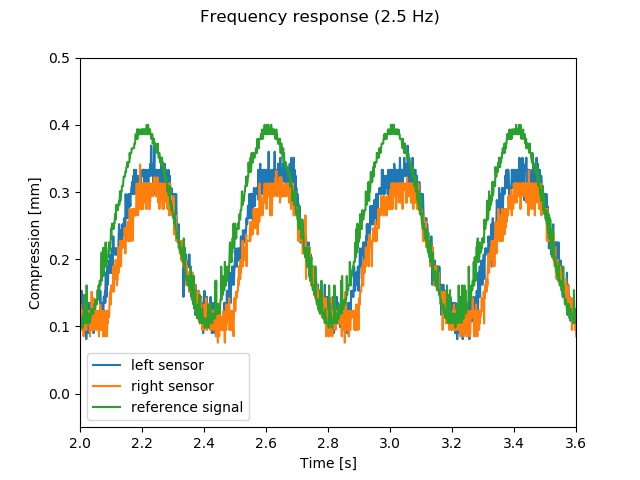 Frequency response (2.5 Hz)
0.5
0.4
0.3
0.2
0.1
0.0
Compression [mm]
left sensor
right sensor
reference signal
2.0 2.2 2.4 2.6 2.8 3.0 3.2 3.4 3.6
Time [s]